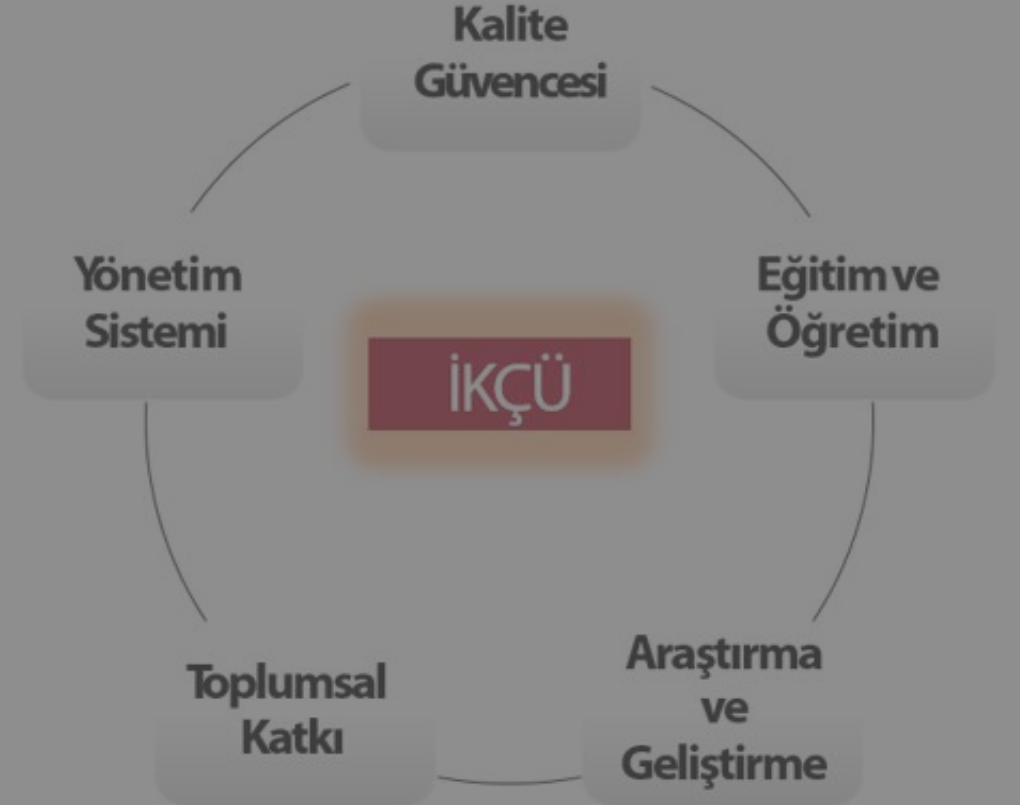 Kalite
Güvencesi
Yönetim
Sistemi
Eğitim ve
Öğretim
İKÇÜ
Toplumsal
Katkı
Araştırma
ve
Geliştirme